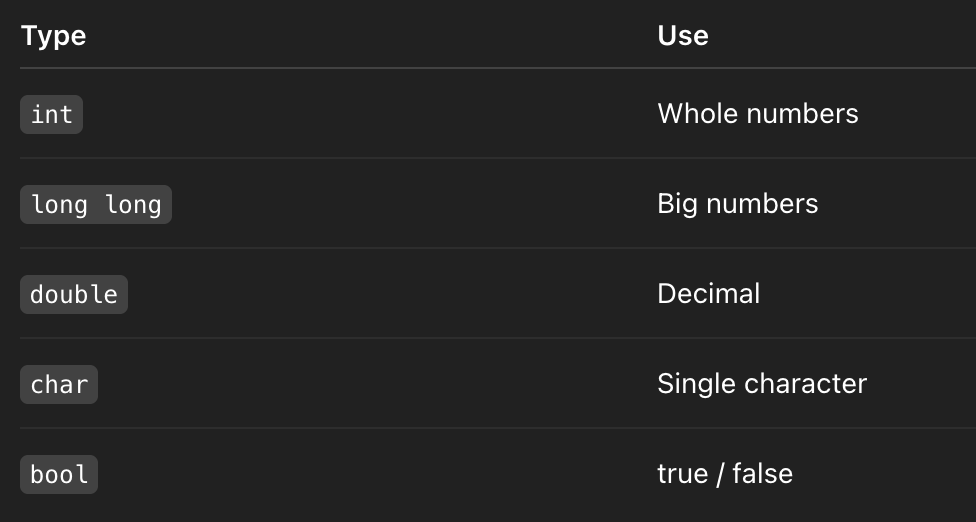 Type Use
int Whole numbers
long long Big numbers
double Decimal
char Single character
bool true / false